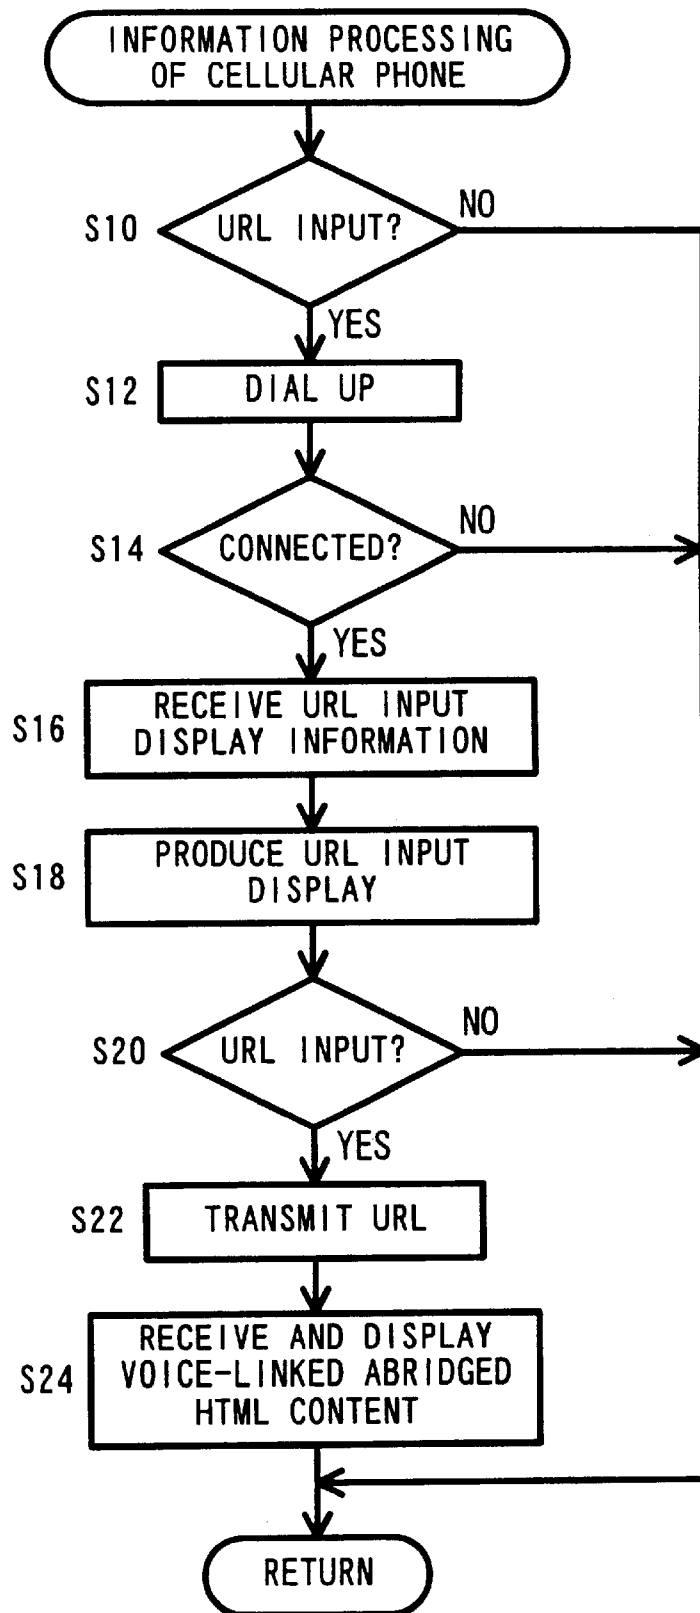 INFORMATION PROCESSING
OF CELLULAR PHONE
S10
URL INPUT?
NO
YES
S12
DIAL UP
S14
CONNECTED?
NO
YES
S16
RECEIVE URL INPUT
DISPLAY INFORMATION
S18
PRODUCE URL INPUT
DISPLAY
S20
URL INPUT?
NO
YES
S22
TRANSMIT URL
S24
RECEIVE AND DISPLAY
VOICE-LINKED ABRIDGED
HTML CONTENT
RETURN